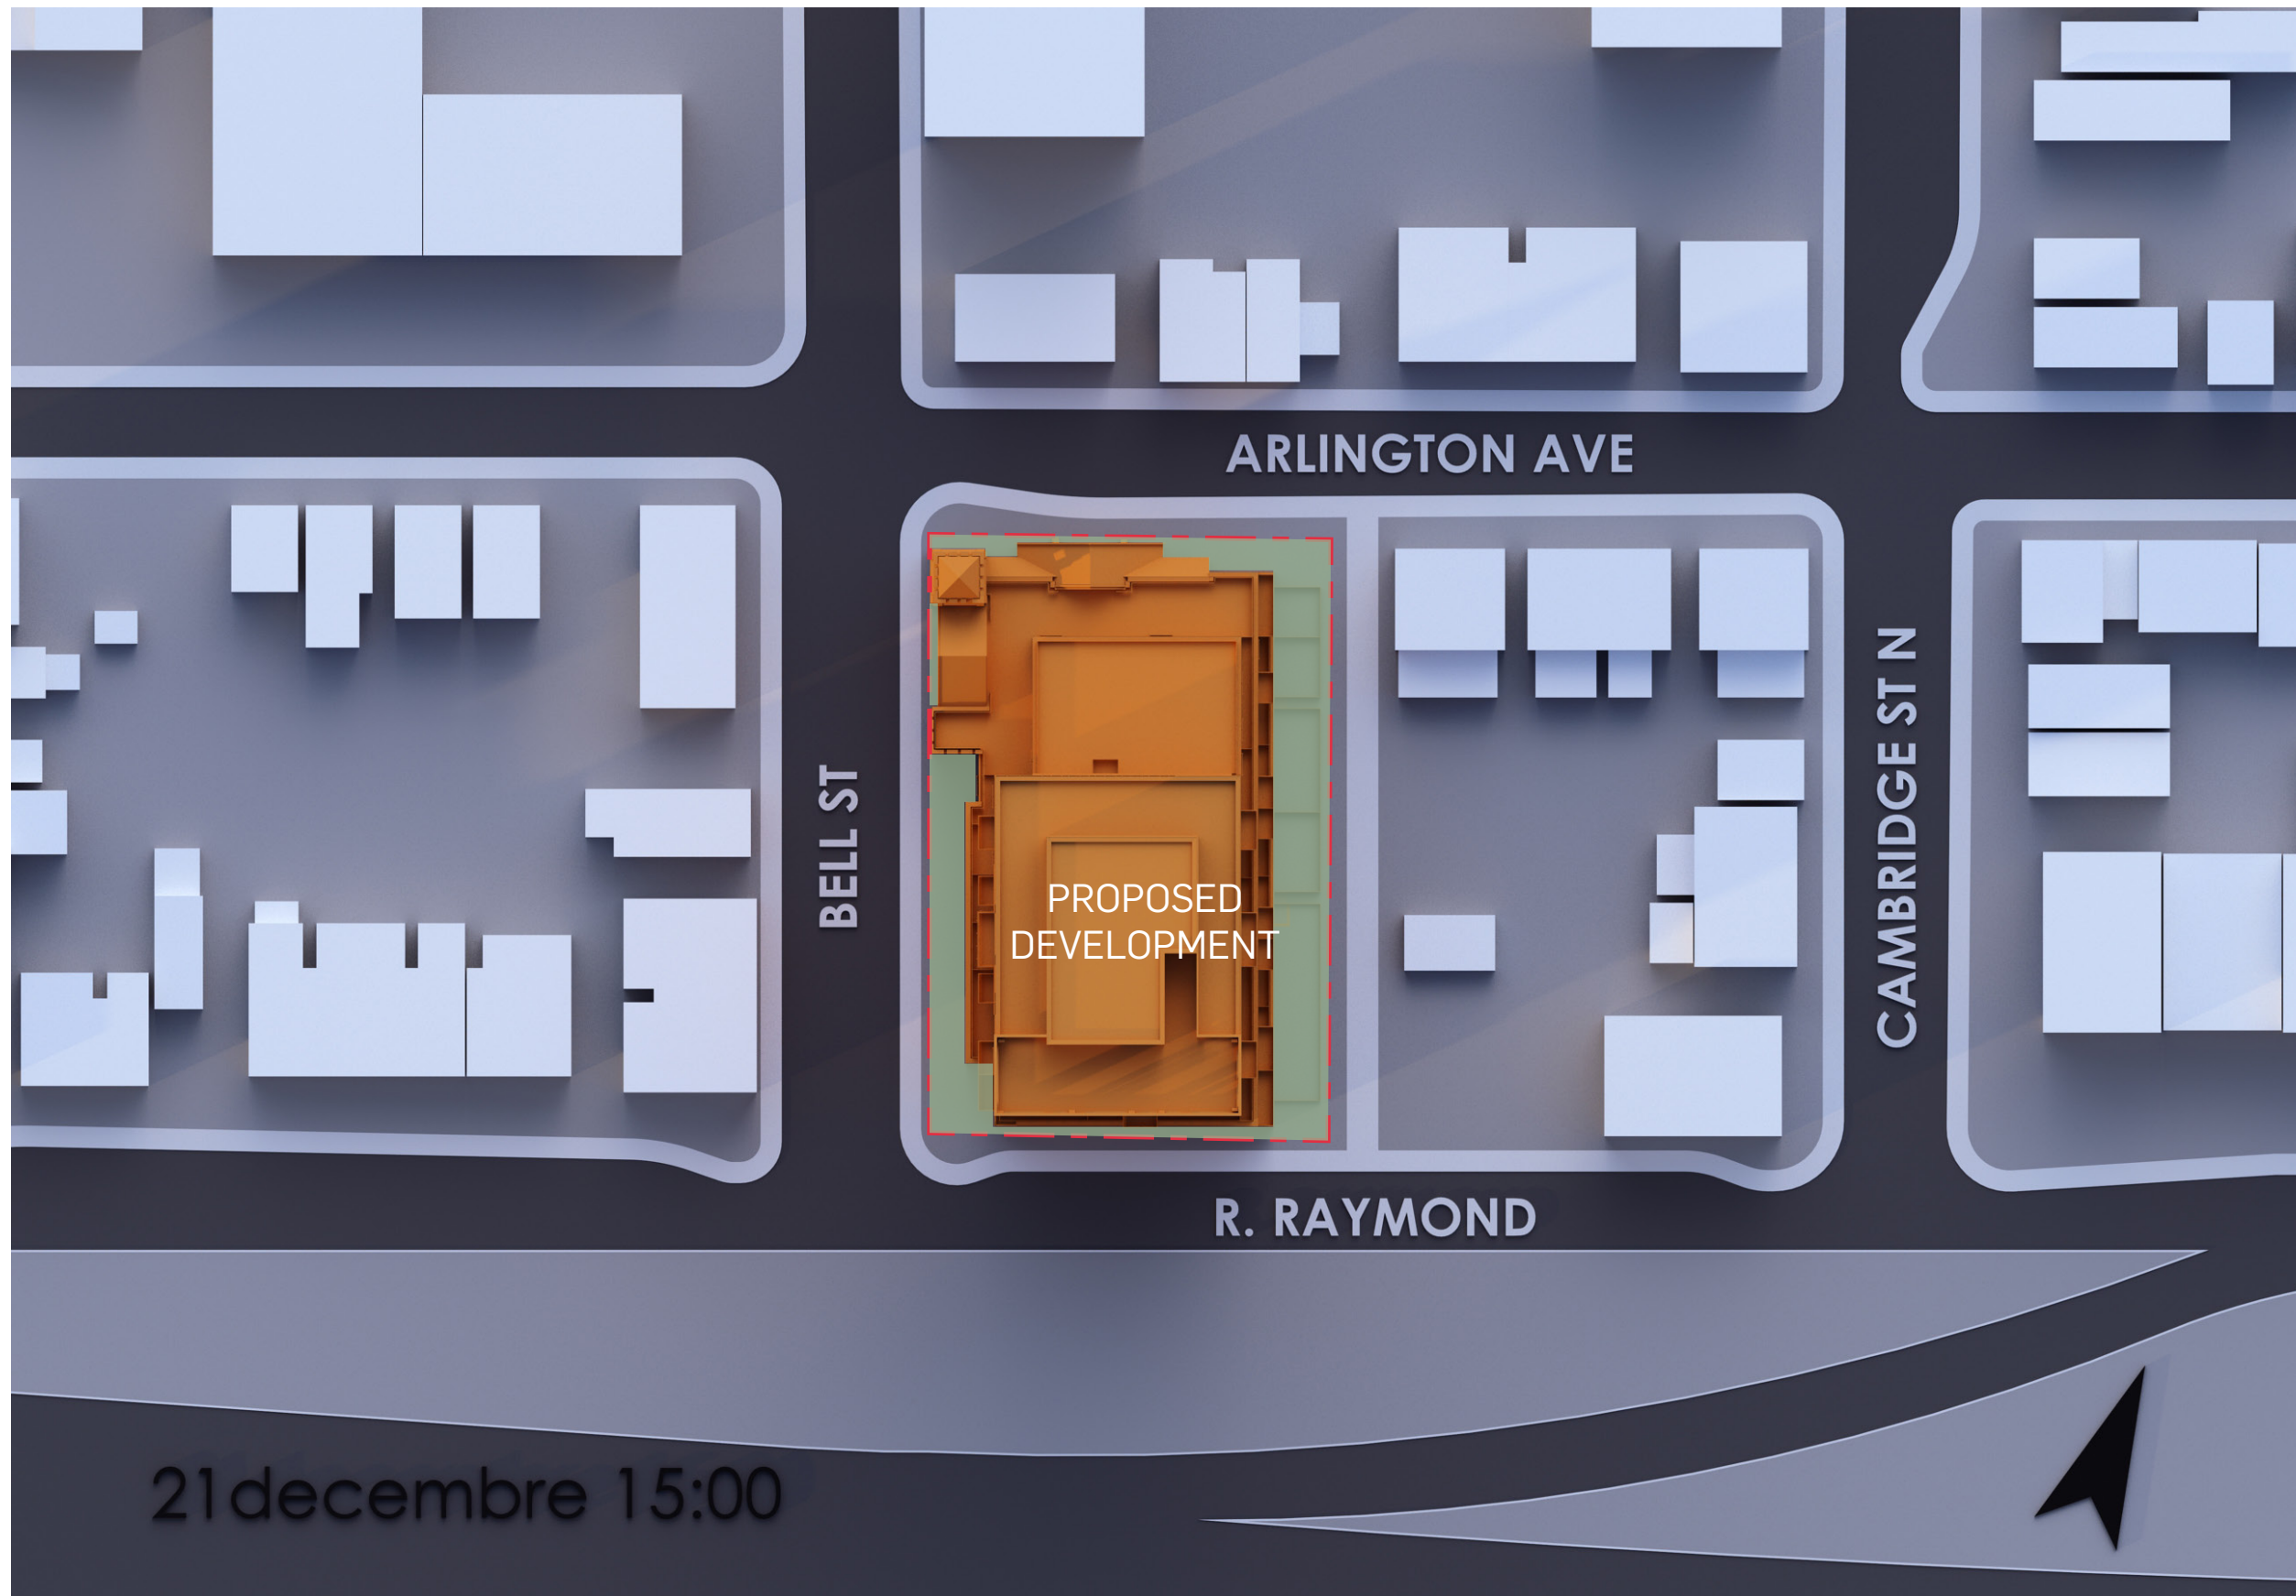 ARLINGTON AVE
BELL ST
CAMBRIDGE ST N
PROPOSED
DEVELOPMENT
R. RAYMOND
21decembre 15:00